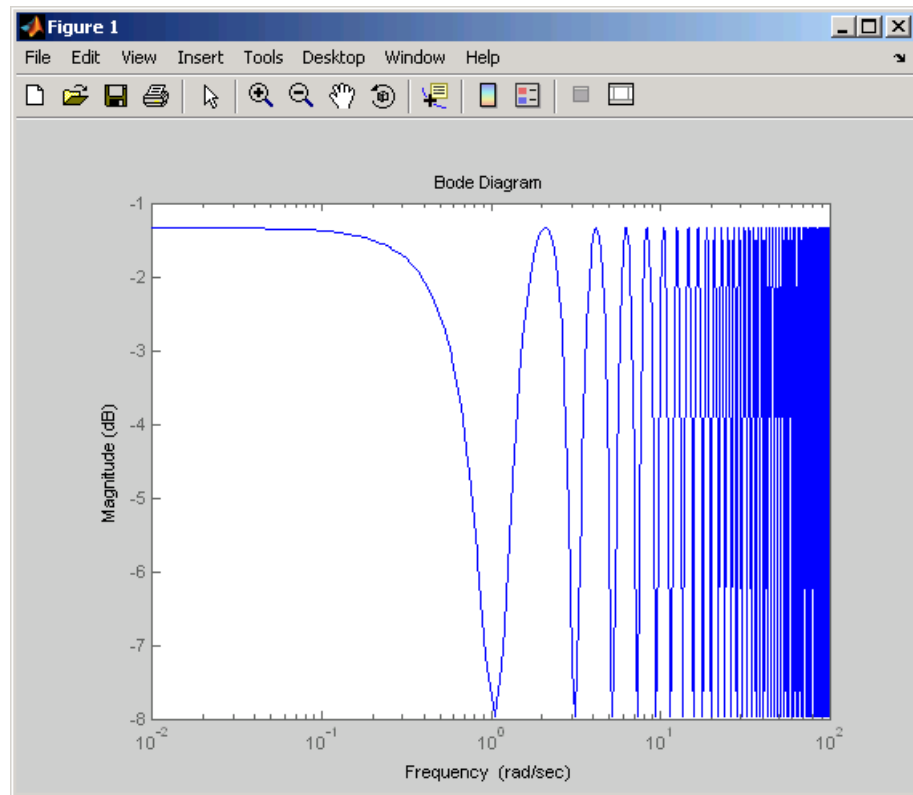 Figure 1
File Edit View Insert Tools Desktop Window Help
Bode Diagram
Magnitude (dB)
-1
-2
-3
-4
-5
-6
-7
-8
10^-2 10^-1 10^0 10^1 10^2
Frequency (rad/sec)